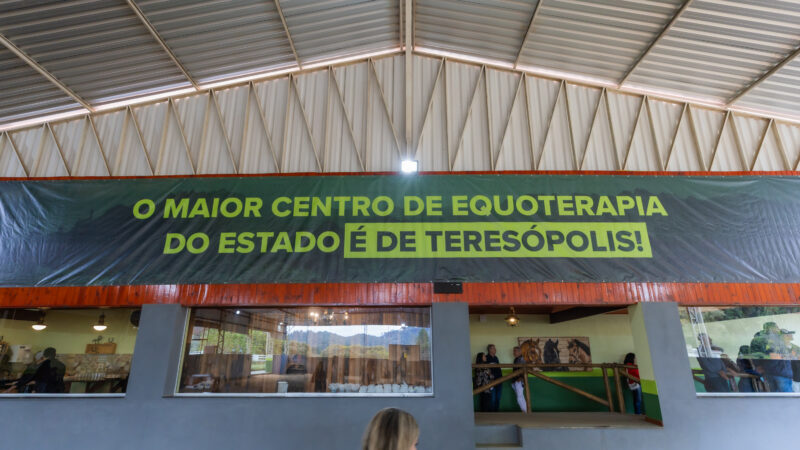 O MAIOR CENTRO DE EQUOTERAPIA
DO ESTADO É DE TERESÓPOLIS!